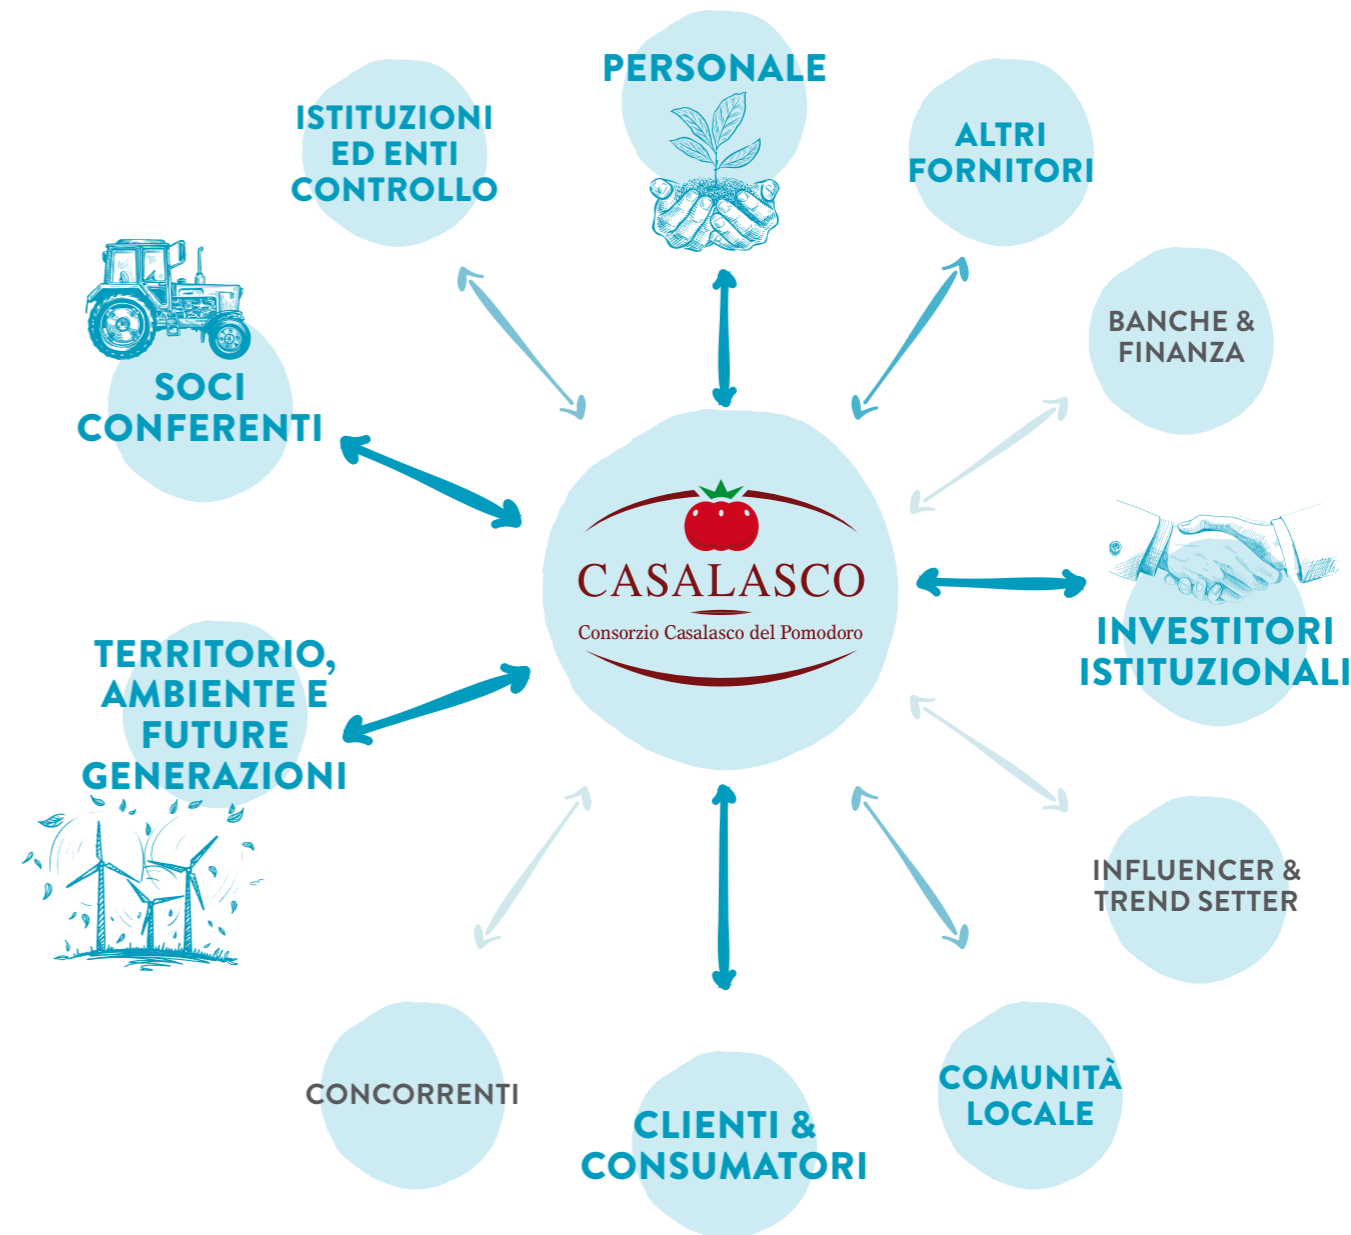 PERSONALE
ISTITUZIONI
ED ENTI
CONTROLLO
ALTRI
FORNITORI
BANCHE &
FINANZA
SOCI
CONFERENTI
CASALASCO
Consorzio Casalasco del Pomodoro
INVESTITORI
ISTITUZIONALI
TERRITORIO,
AMBIENTE E
FUTURE
GENERAZIONI
INFLUENCER &
TREND SETTER
CONCORRENTI
CLIENTI &
CONSUMATORI
COMUNITÀ
LOCALE